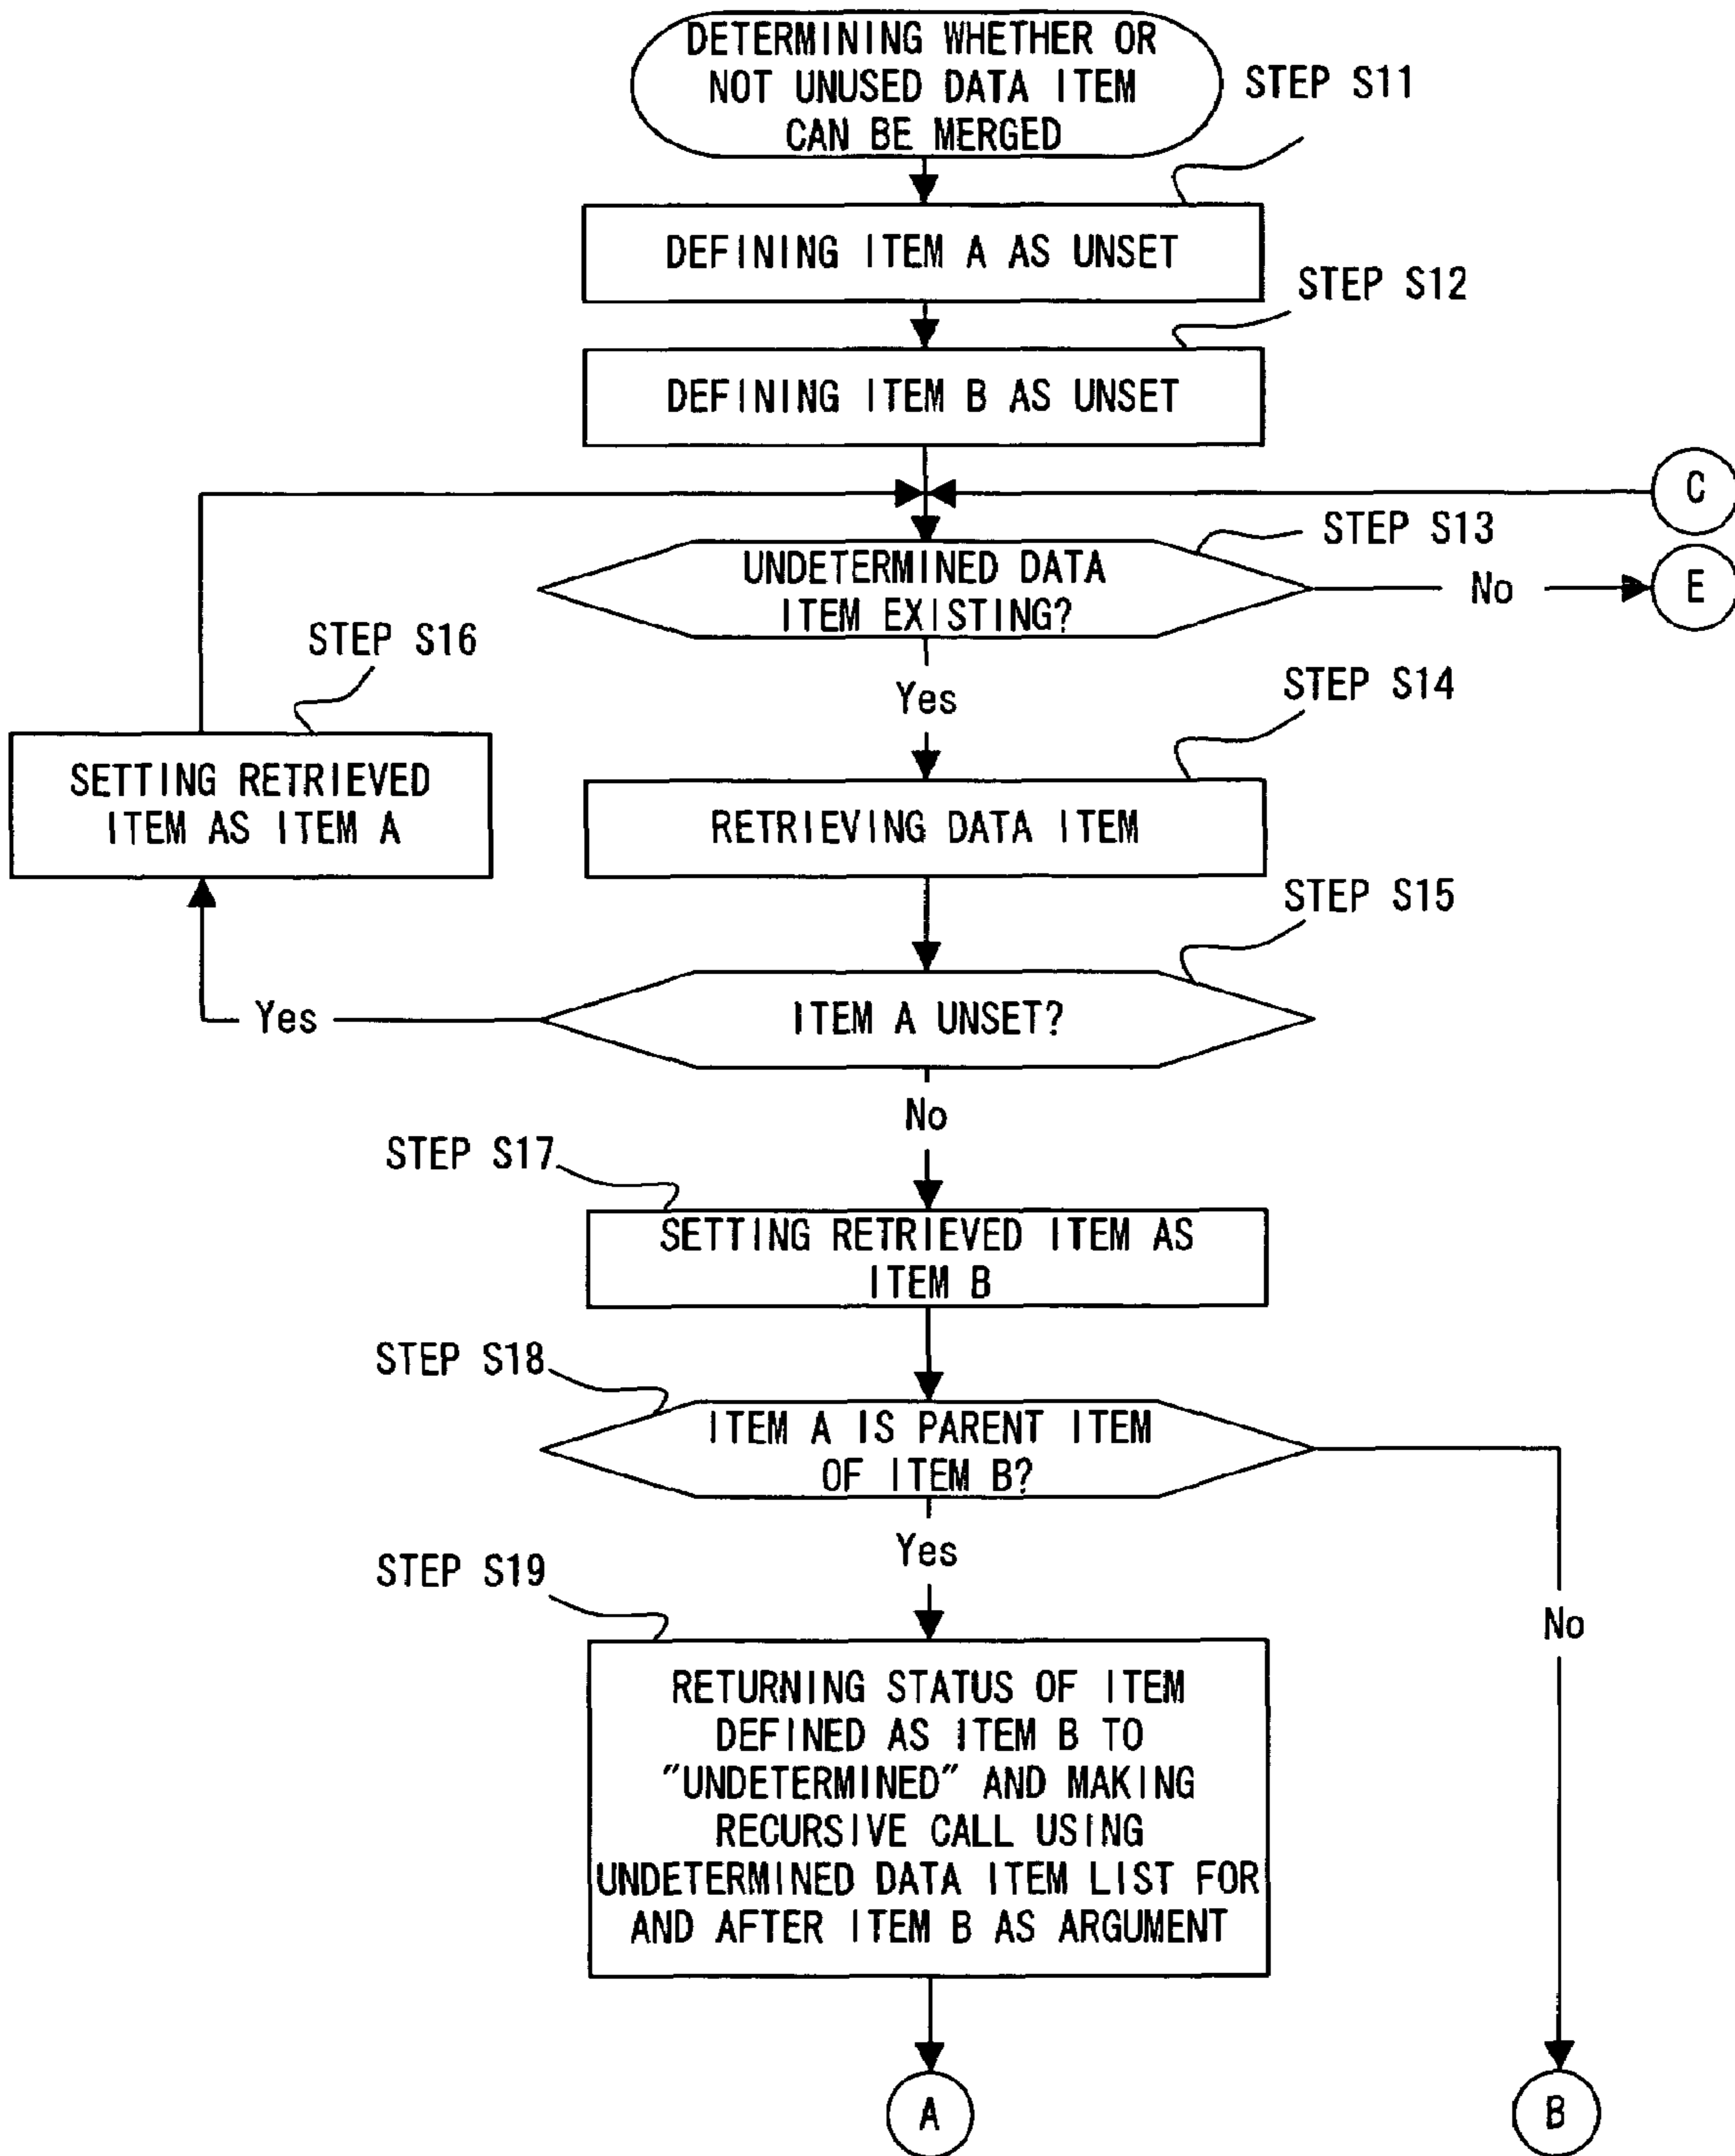 DETERMINING WHETHER OR
NOT UNUSED DATA ITEM
CAN BE MERGED
STEP S11
DEFINING ITEM A AS UNSET
STEP S12
DEFINING ITEM B AS UNSET
C
STEP S13
UNDETERMINED DATA
ITEM EXISTING?
No
E
STEP S16
Yes
STEP S14
SETTING RETRIEVED
ITEM AS ITEM A
RETRIEVING DATA ITEM
STEP S15
Yes
ITEM A UNSET?
No
STEP S17
SETTING RETRIEVED ITEM AS
ITEM B
STEP S18
ITEM A IS PARENT ITEM
OF ITEM B?
Yes
STEP S19
No
RETURNING STATUS OF ITEM
DEFINED AS ITEM B TO
"UNDETERMINED" AND MAKING
RECURSIVE CALL USING
UNDETERMINED DATA ITEM LIST FOR
AND AFTER ITEM B AS ARGUMENT
A
B